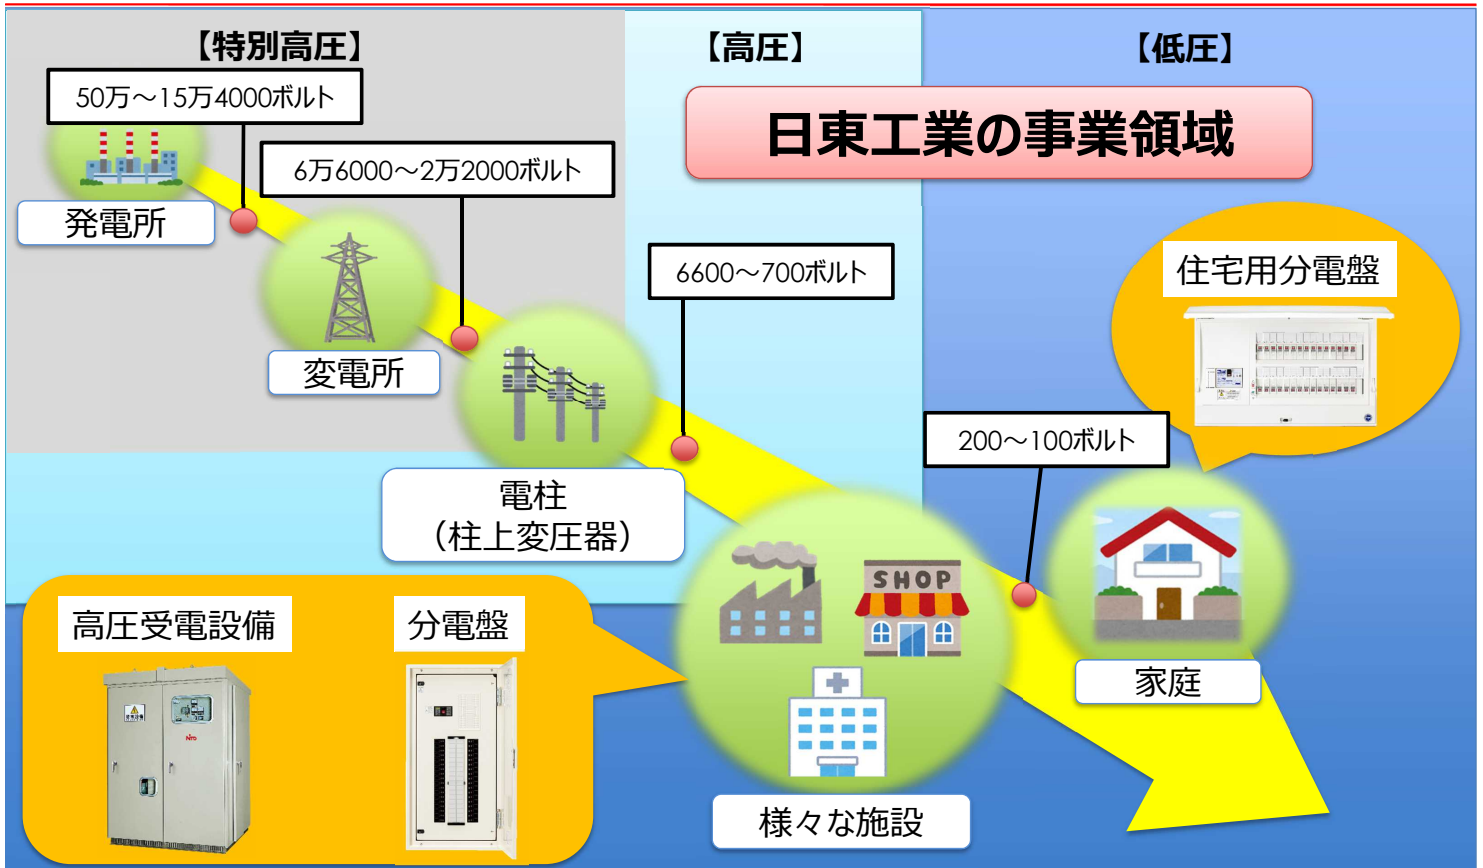 【特別高圧】
【高圧】
【低圧】
50万～15万4000ボルト
日東工業の事業領域
6万6000～2万2000ボルト
発電所
6600～700ボルト
住宅用分電盤
変電所
200～100ボルト
電柱
（柱上変圧器）
SHOP
高圧受電設備
分電盤
家庭
様々な施設